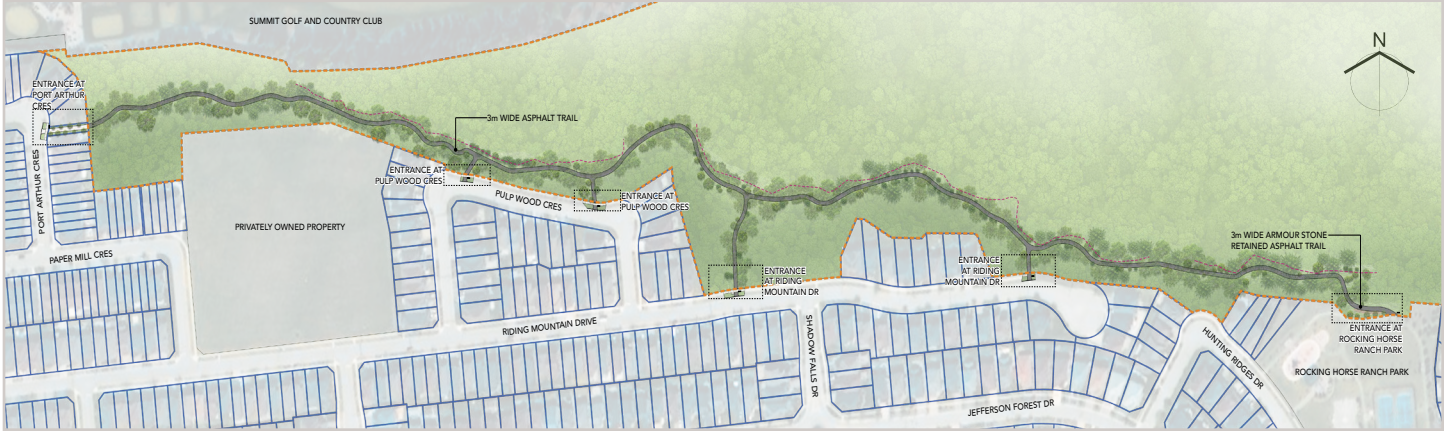 SUMMIT GOLF AND COUNTRY CLUB
N
ENTRANCE AT
PORT ARTHUR
CRES
3m WIDE ASPHALT TRAIL
ENTRANCE AT
PULP WOOD CRES
ENTRANCE AT
PULP WOOD CRES
PULP WOOD CRES
PORT ARTHUR CRES
PRIVATELY OWNED PROPERTY
3m WIDE ARMOUR STONE
RETAINED ASPHALT TRAIL
PAPER MILL CRES
ENTRANCE
AT RIDING
MOUNTAIN DR
ENTRANCE
AT RIDING
MOUNTAIN DR
RIDING MOUNTAIN DRIVE
SHADOW FALLS DR
HUNTING RIDGES DR
ENTRANCE AT
ROCKING HORSE
RANCH PARK
ROCKING HORSE RANCH PARK
JEFFERSON FOREST DR